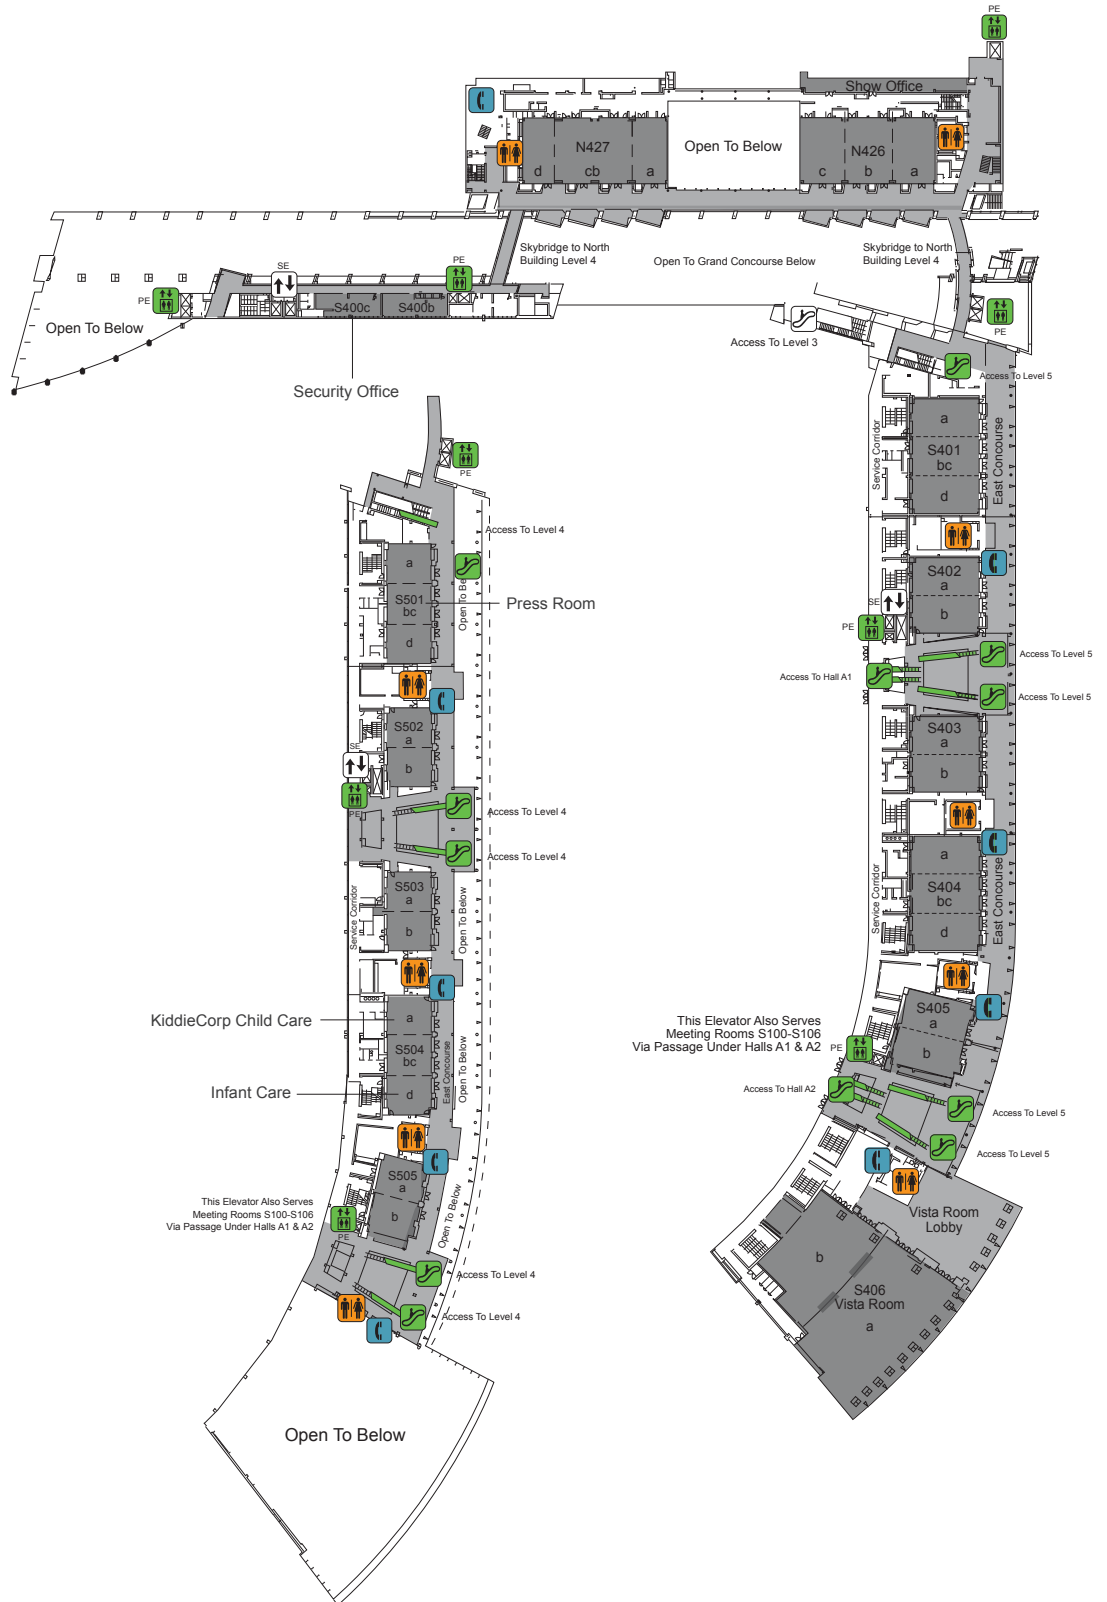 PE
Show Office
N427
d
cb
a
Open To Below
N426
c
b
a
Skybridge to North
Building Level 4
Open To Grand Concourse Below
Skybridge to North
Building Level 4
SE
PE
PE
S400c
S400b
Open To Below
PE
Access To Level 3
Security Office
Access To Level 5
Service Corridor
a
S401
bc
d
East Concourse
S402
a
b
SE
PE
Access To Level 5
Access To Hall A1
Access To Level 5
S403
a
b
Service Corridor
a
S404
bc
d
East Concourse
S405
a
b
This Elevator Also Serves
Meeting Rooms S100-S106
Via Passage Under Halls A1 & A2
PE
Access To Hall A2
Access To Level 5
Access To Level 5
Vista Room
Lobby
b
S406
Vista Room
a
PE
Access To Level 4
a
S501
bc
d
Open To Below
Press Room
S502
a
b
SE
PE
Access To Level 4
Access To Level 4
Service Corridor
S503
a
b
Open To Below
KiddieCorp Child Care
a
S504
bc
d
East Concourse
Open To Below
Infant Care
S505
a
b
Open To Below
This Elevator Also Serves
Meeting Rooms S100-S106
Via Passage Under Halls A1 & A2
PE
Access To Level 4
Access To Level 4
Open To Below